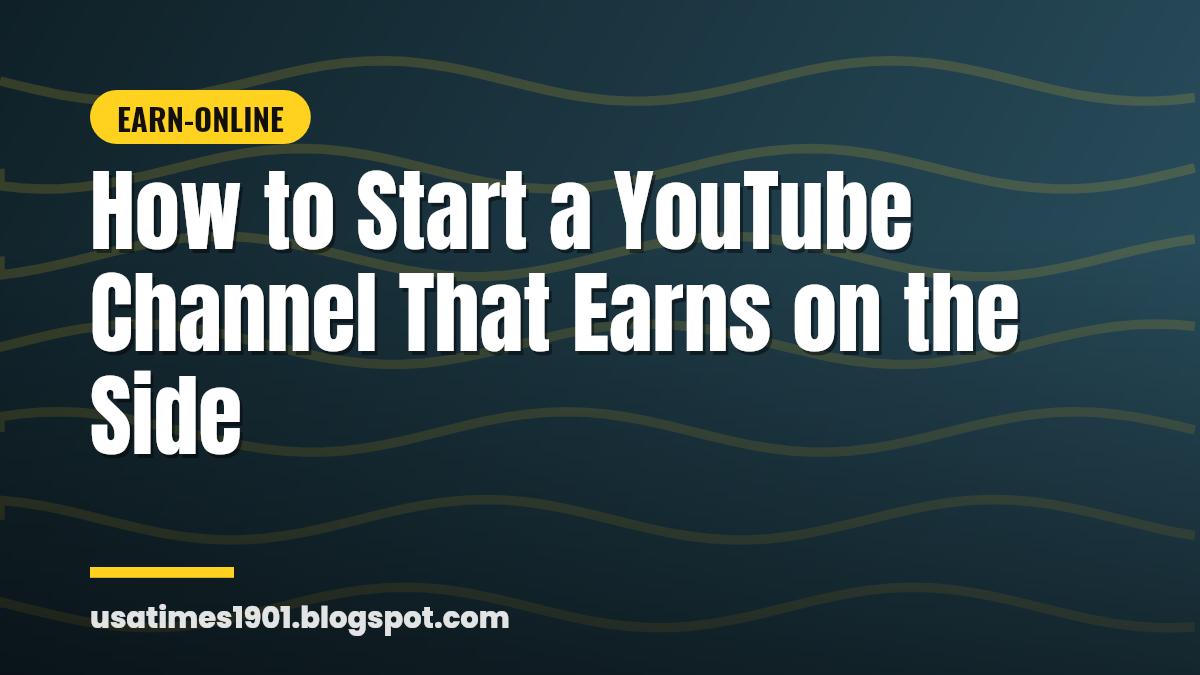 EARN-ONLINE
How to Start a YouTube
Channel That Earns on the
Side
usatimes1901.blogspot.com